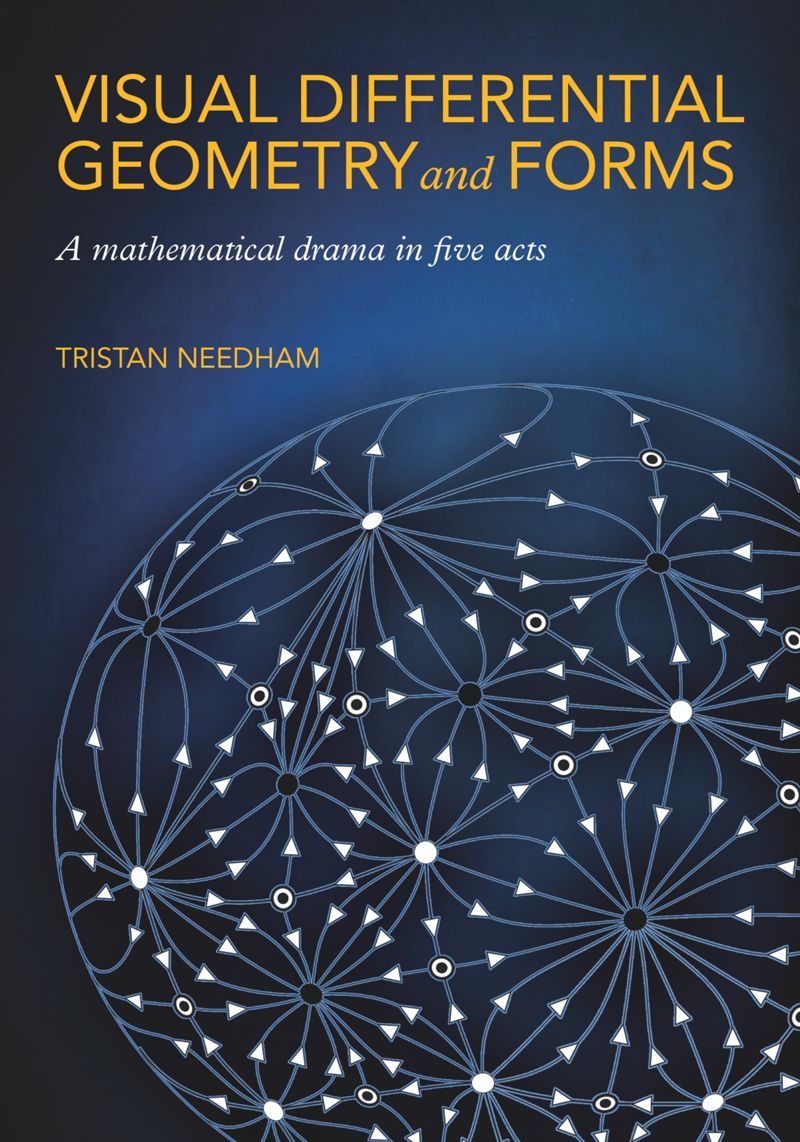 VISUAL DIFFERENTIAL
GEOMETRY and FORMS
A mathematical drama in five acts
TRISTAN NEEDHAM